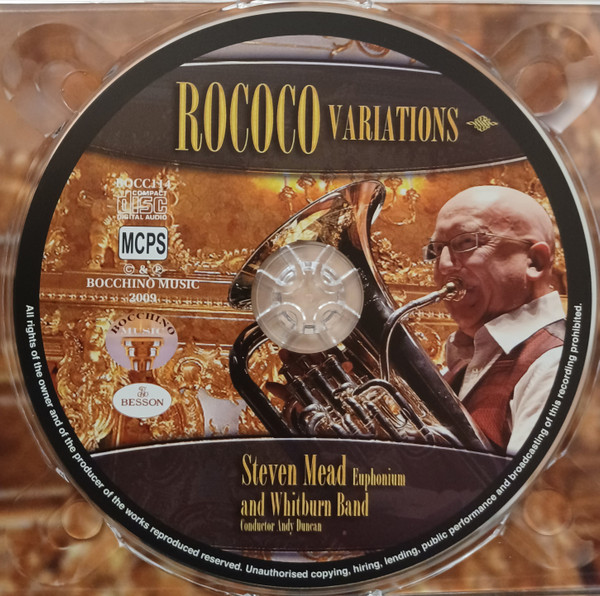 ROCOCO VARIATIONS
BOCC114
COMPACT
disc
DIGITAL AUDIO
MCPS
© & ℗
BOCCHINO MUSIC
2009
BOCCHINO
MUSIC
BESSON
Steven Mead Euphonium
and Whitburn Band
Conductor Andy Duncan
All rights of the owner and of the producer of the works reproduced reserved. Unauthorised copying, hiring, lending, public performance and broadcasting of this recording prohibited.